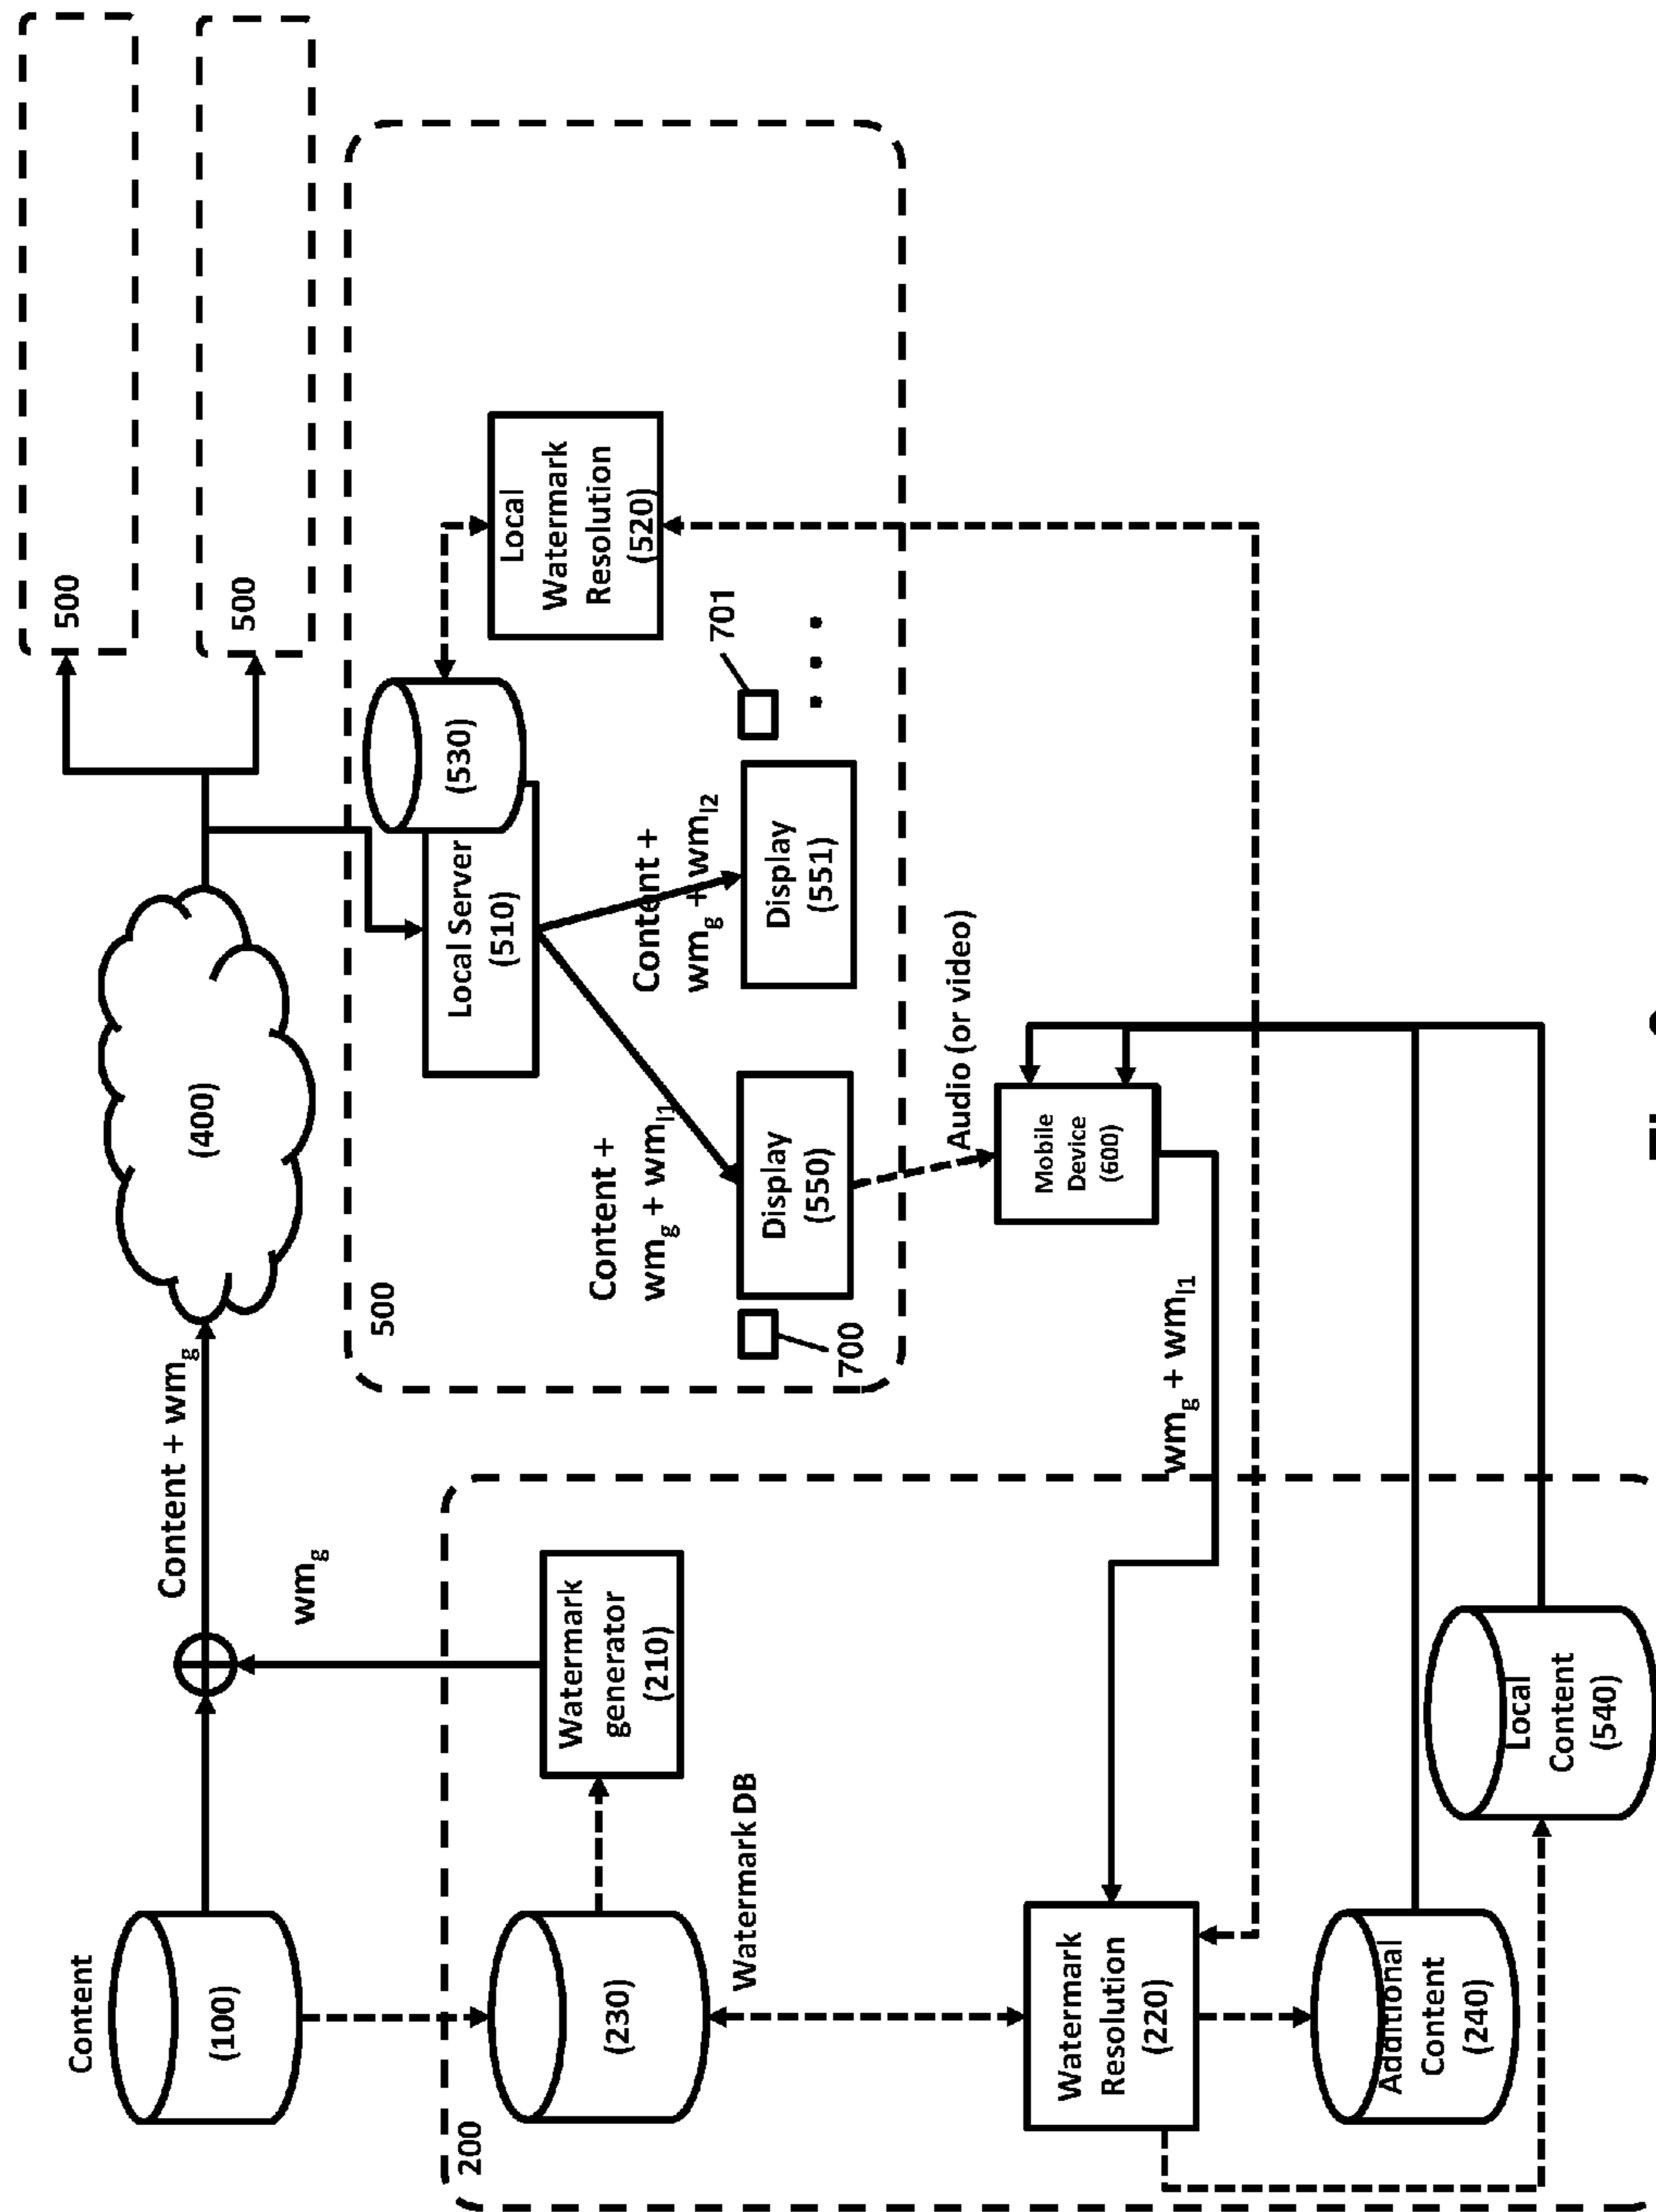 Content
(100)
Content + wmg
wmg
(400)
500
500
200
(230)
Watermark DB
Watermark
generator
(210)
500
Local Server
(510)
(530)
Local
Watermark
Resolution
(520)
Content +
wmg + wml1
Content +
wmg + wml2
Display
(550)
Display
(551)
700
701
Audio (or video)
Mobile
Device
(600)
wmg + wml1
Watermark
Resolution
(220)
Additional
Content
(240)
Local
Content
(540)